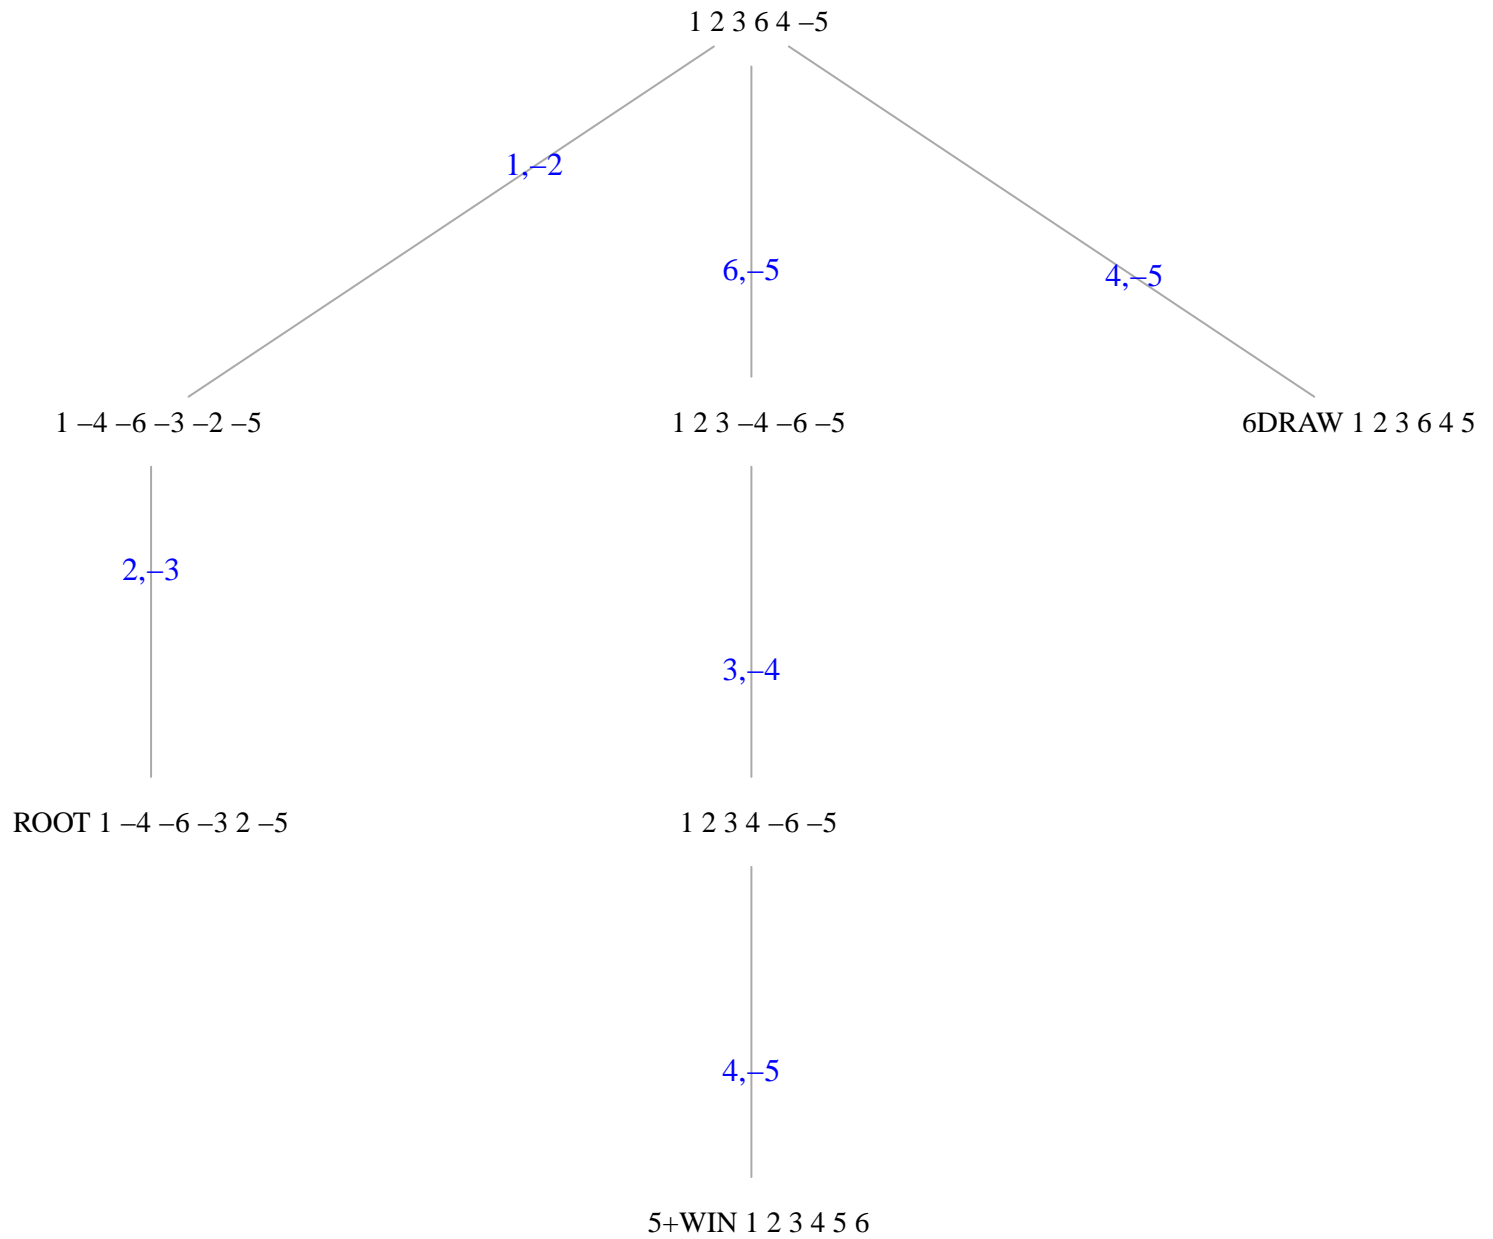 1 2 3 6 4 –5
1,–2
6,–5
4,–5
1 –4 –6 –3 –2 –5
1 2 3 –4 –6 –5
6DRAW 1 2 3 6 4 5
2,–3
3,–4
ROOT 1 –4 –6 –3 2 –5
1 2 3 4 –6 –5
4,–5
5+WIN 1 2 3 4 5 6